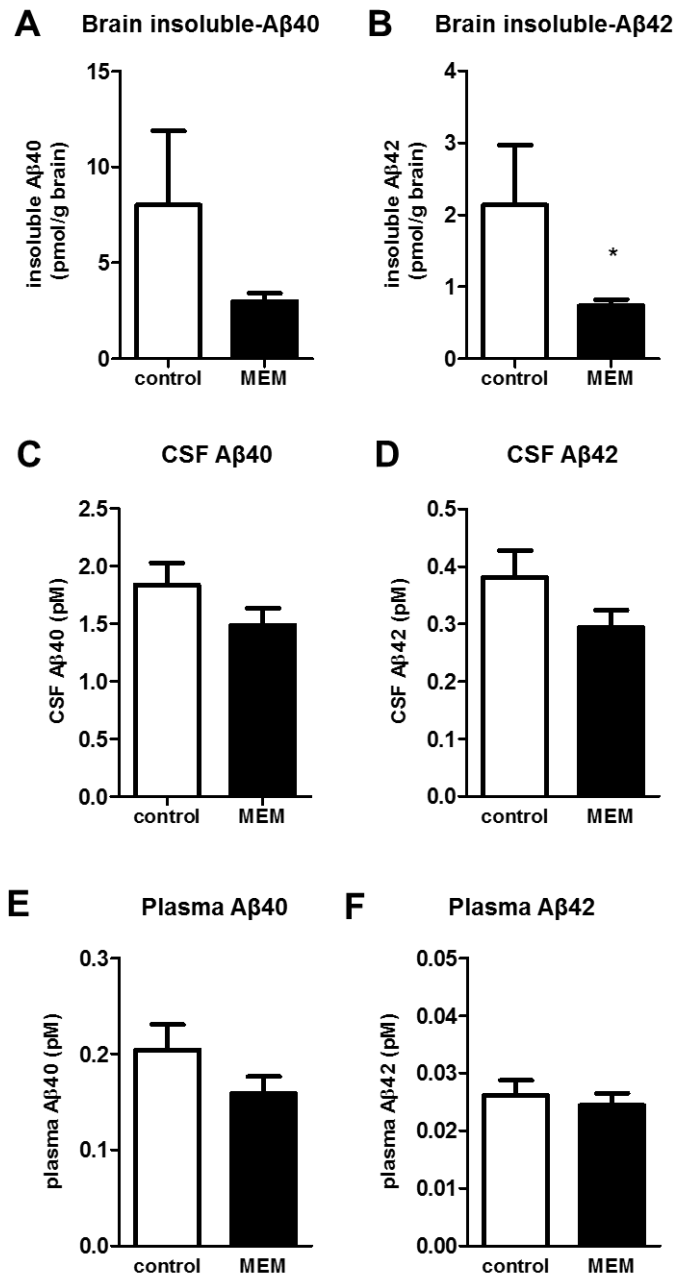 A Brain insoluble-Aβ40
insoluble Aβ40
(pmol/g brain)
15
10
5
0
control MEM
B Brain insoluble-Aβ42
insoluble Aβ42
(pmol/g brain)
4
3
2
1
0
*
control MEM
C CSF Aβ40
CSF Aβ40 (pM)
2.5
2.0
1.5
1.0
0.5
0.0
control MEM
D CSF Aβ42
CSF Aβ42 (pM)
0.5
0.4
0.3
0.2
0.1
0.0
control MEM
E Plasma Aβ40
plasma Aβ40 (pM)
0.3
0.2
0.1
0.0
control MEM
F Plasma Aβ42
plasma Aβ42 (pM)
0.05
0.04
0.03
0.02
0.01
0.00
control MEM